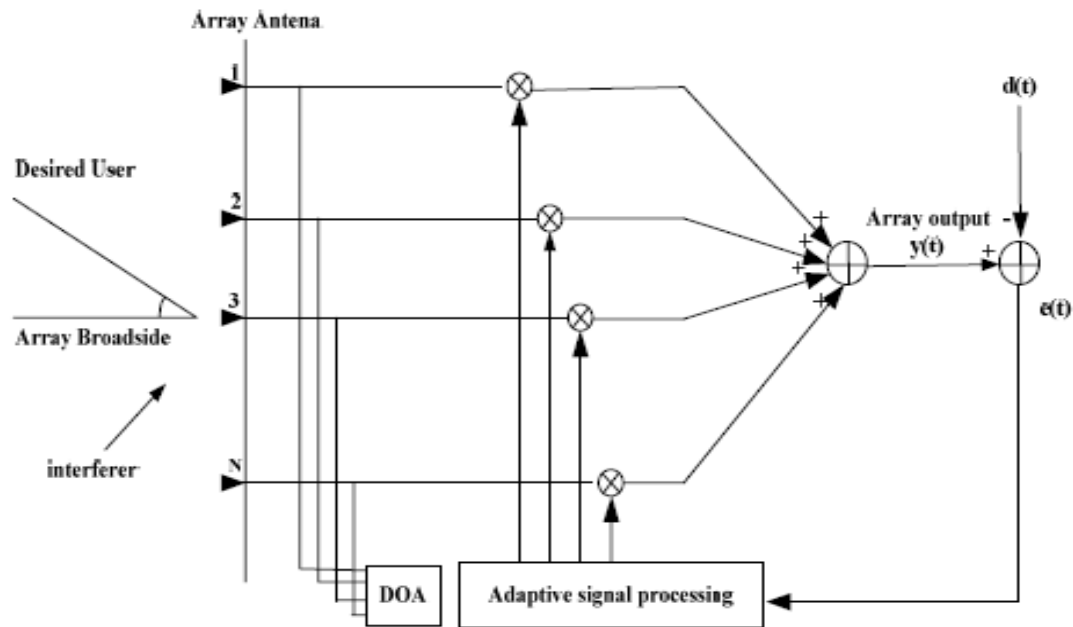 Array Antena
1
d(t)
Desired User
2
Array output
y(t)
-
+
+
+
+
+
3
e(t)
Array Broadside
interferer
N
DOA
Adaptive signal processing